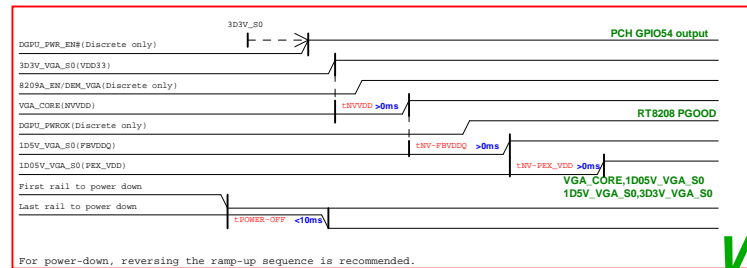 3D3V_S0
PCH GPIO54 output
DGPU_PWR_EN#(Discrete only)
3D3V_VGA_S0(VDD33)
8209A_EN/DEM_VGA(Discrete only)
VGA_CORE(NVVDD)
tNVVDD >0ms
RT8208 PGOOD
DGPU_PWROK(Discrete only)
1D5V_VGA_S0(FBVDDQ)
tNV-FBVDDQ >0ms
1D05V_VGA_S0(PEX_VDD)
tNV-PEX_VDD >0ms
VGA_CORE,1D05V_VGA_S0
1D5V_VGA_S0,3D3V_VGA_S0
First rail to power down
Last rail to power down
tPOWER-OFF <10ms
For power-down, reversing the ramp-up sequence is recommended.